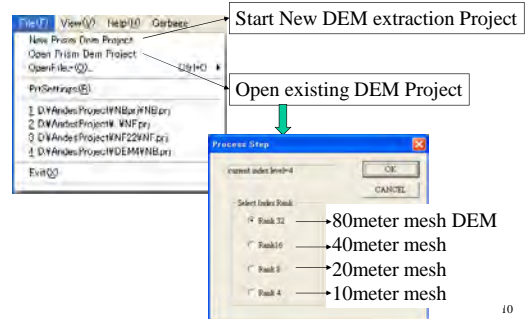 File(F) View(V) Help(H) Garbage
Start New DEM extraction Project
New Prism Dem Project
Open Prism Dem Project
OpenFiles(O)... Ctrl+O
Open existing DEM Project
PrtSettings(R)
1 D:¥AndesProject¥NBprj¥NB.prj
2 D:¥AndesProject¥ ¥NF.prj
3 D:¥AndesProject¥NF22¥NF.prj
4 D:¥AndesProject¥DEM4¥NB.prj
Exit(X)
Process Step
current index level=4
OK
CANCEL
Select Index Rank
Rank 32 80meter mesh DEM
Rank16 40meter mesh
Rank 8 20meter mesh
Rank 4 10meter mesh
10